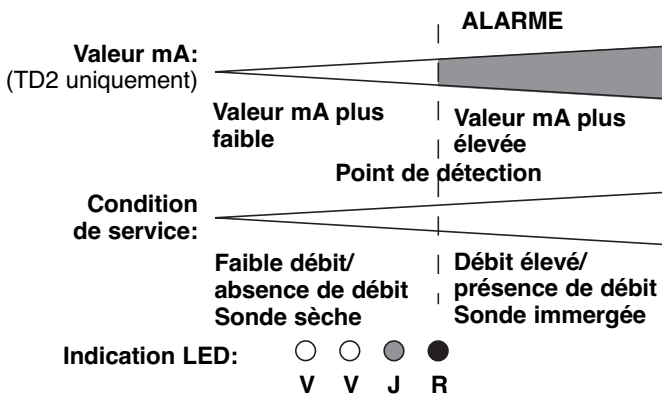 ALARME
Valeur mA:
(TD2 uniquement)
Valeur mA plus
faible
Valeur mA plus
élevée
Point de détection
Condition
de service:
Faible débit/
absence de débit
Sonde sèche
Débit élevé/
présence de débit
Sonde immergée
Indication LED:
V V J R